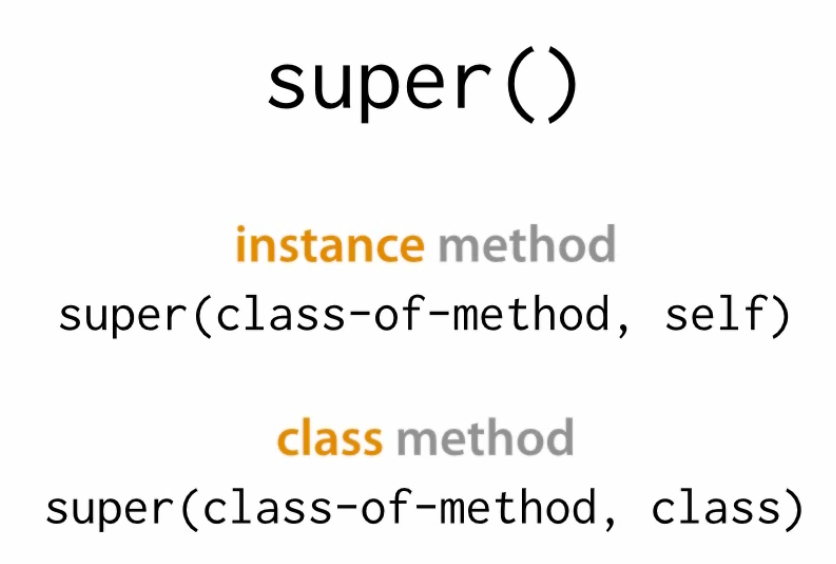 super()
instance method
super(class-of-method, self)
class method
super(class-of-method, class)